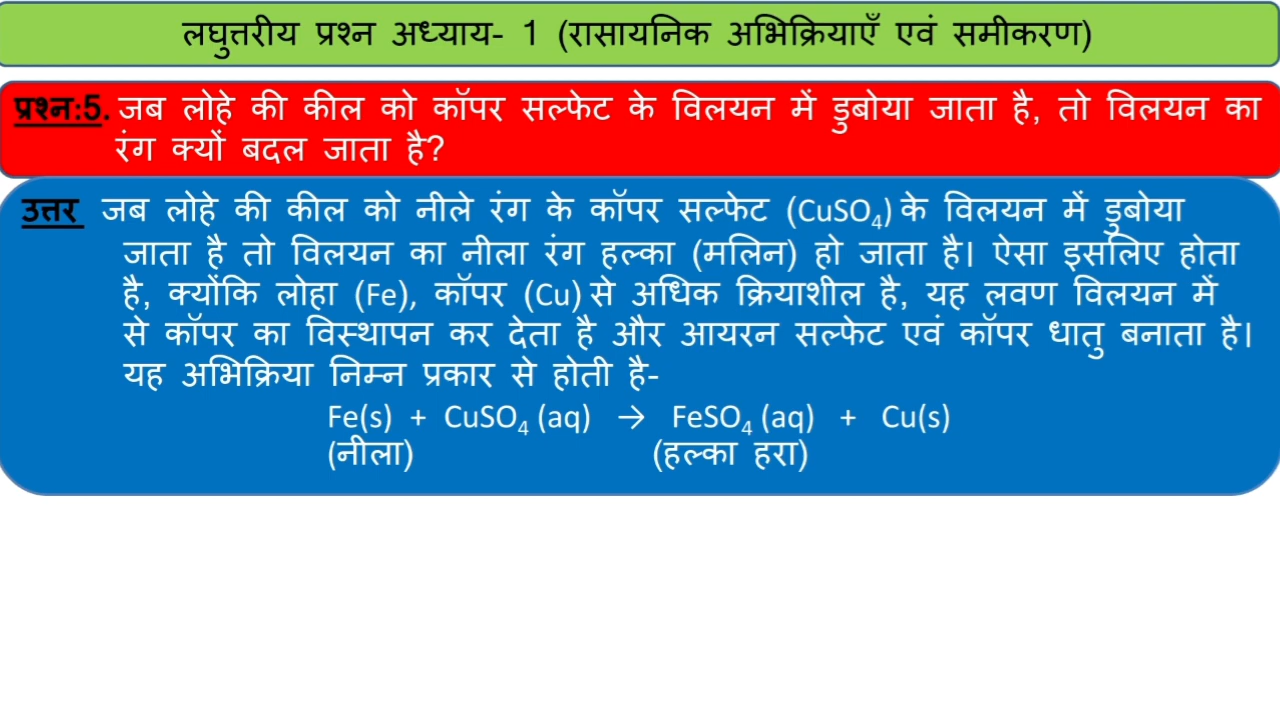 लघुत्तरीय प्रश्न अध्याय- 1 (रासायनिक अभिक्रियाएँ एवं समीकरण)
प्रश्न:5. जब लोहे की कील को कॉपर सल्फेट के विलयन में डुबोया जाता है, तो विलयन का
रंग क्यों बदल जाता है?
उत्तर जब लोहे की कील को नीले रंग के कॉपर सल्फेट (CuSO₄) के विलयन में डुबोया
जाता है तो विलयन का नीला रंग हल्का (मलिन) हो जाता है। ऐसा इसलिए होता
है, क्योंकि लोहा (Fe), कॉपर (Cu) से अधिक क्रियाशील है, यह लवण विलयन में
से कॉपर का विस्थापन कर देता है और आयरन सल्फेट एवं कॉपर धातु बनाता है।
यह अभिक्रिया निम्न प्रकार से होती है-
Fe(s) + CuSO₄ (aq) → FeSO₄ (aq) + Cu(s)
(नीला) (हल्का हरा)